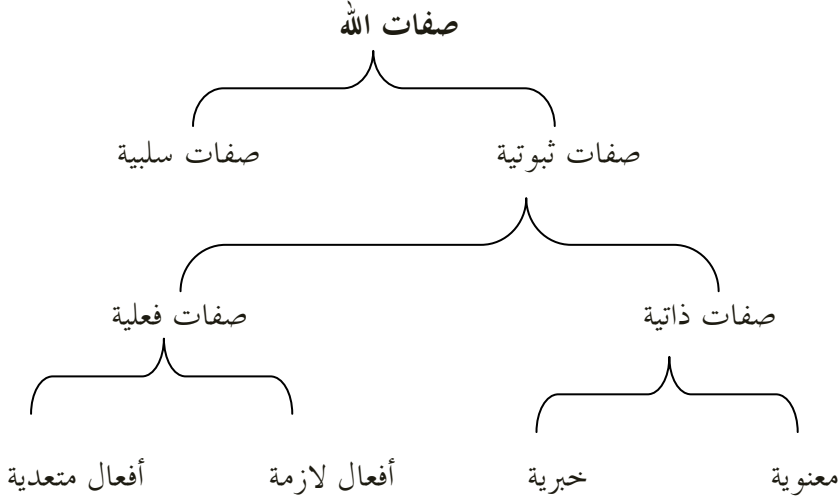 صفات الله
صفات ثبوتية
صفات سلبية
صفات ذاتية
صفات فعلية
معنوية
خبرية
أفعال لازمة
أفعال متعدية